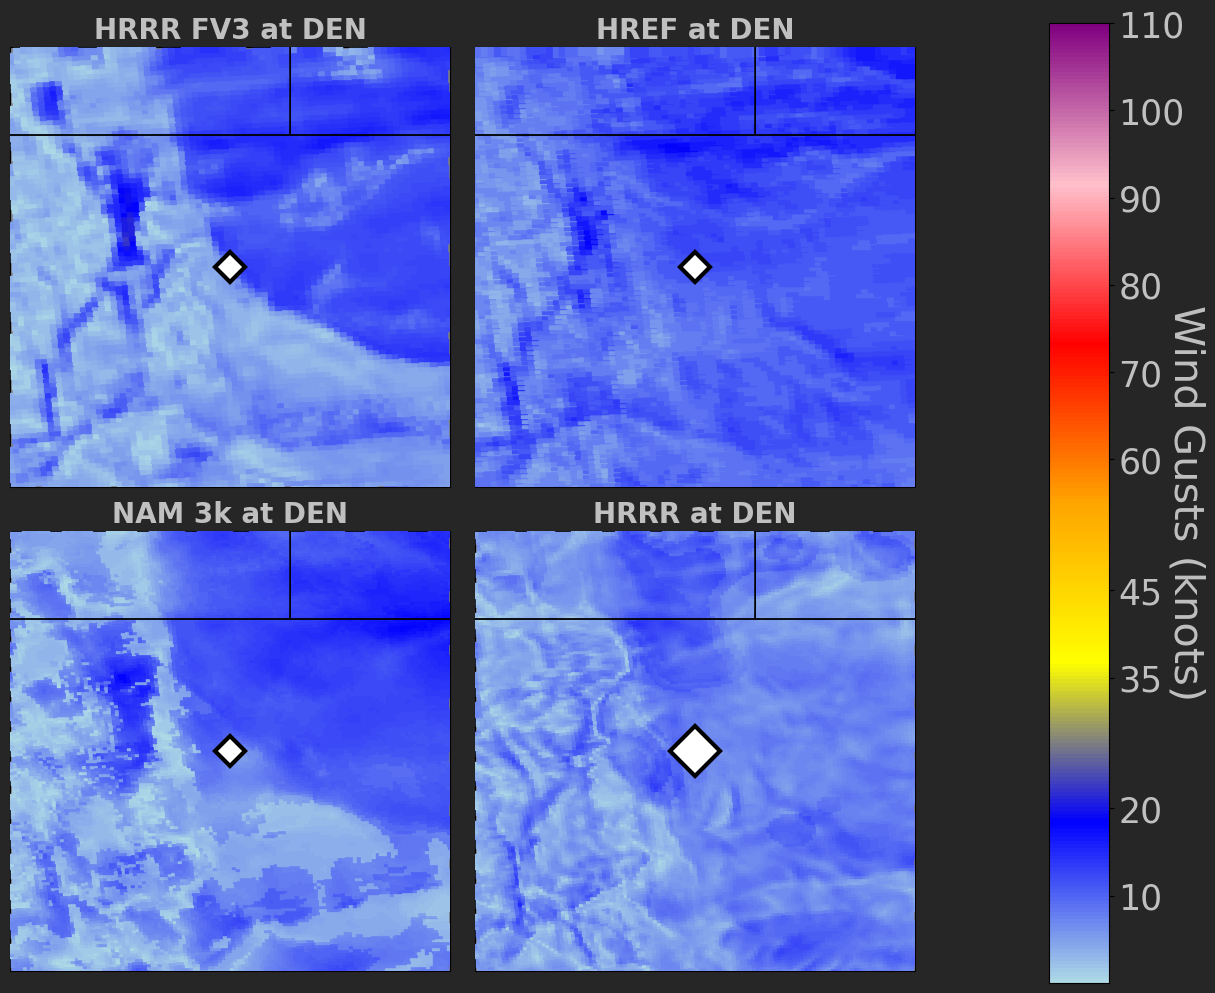 HRRR FV3 at DEN
HREF at DEN
NAM 3k at DEN
HRRR at DEN
110
100
90
80
70
60
45
35
20
10
Wind Gusts (knots)